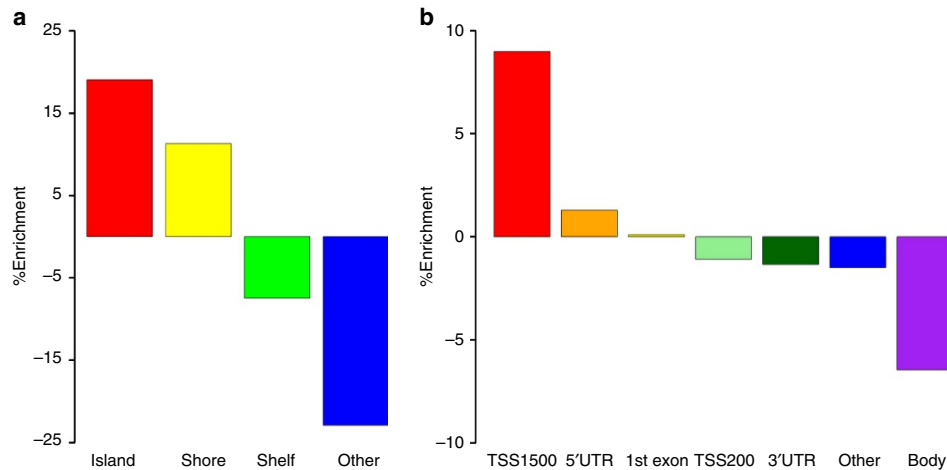 a
%Enrichment
25
15
5
−5
−15
−25
Island Shore Shelf Other
b
%Enrichment
10
5
0
−5
−10
TSS1500 5′UTR 1st exon TSS200 3′UTR Other Body